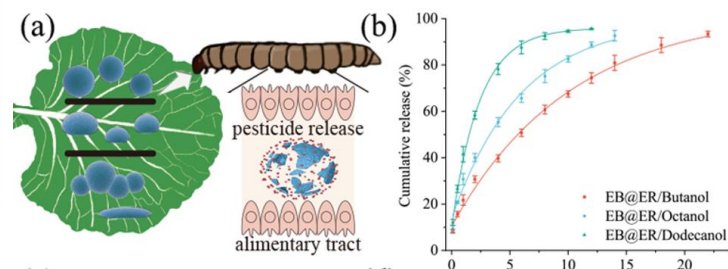 (a)
pesticide release
alimentary tract
(b)
100
80
60
40
20
0
Cumulative release (%)
EB@ER/Butanol
EB@ER/Octanol
EB@ER/Dodecanol
0 5 10 15 20